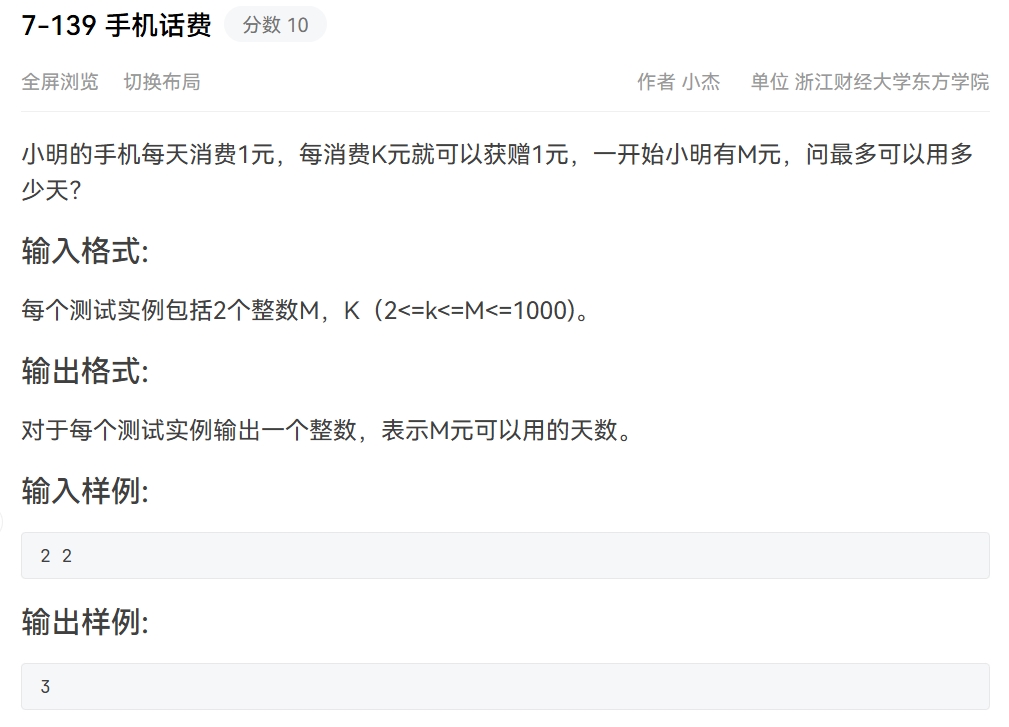 7-139 手机话费 分数 10
全屏浏览 切换布局 作者 小杰 单位 浙江财经大学东方学院
小明的手机每天消费1元，每消费K元就可以获赠1元，一开始小明有M元，问最多可以用多
少天？
输入格式:
每个测试实例包括2个整数M，K（2<=k<=M<=1000)。
输出格式:
对于每个测试实例输出一个整数，表示M元可以用的天数。
输入样例:
2 2
输出样例:
3